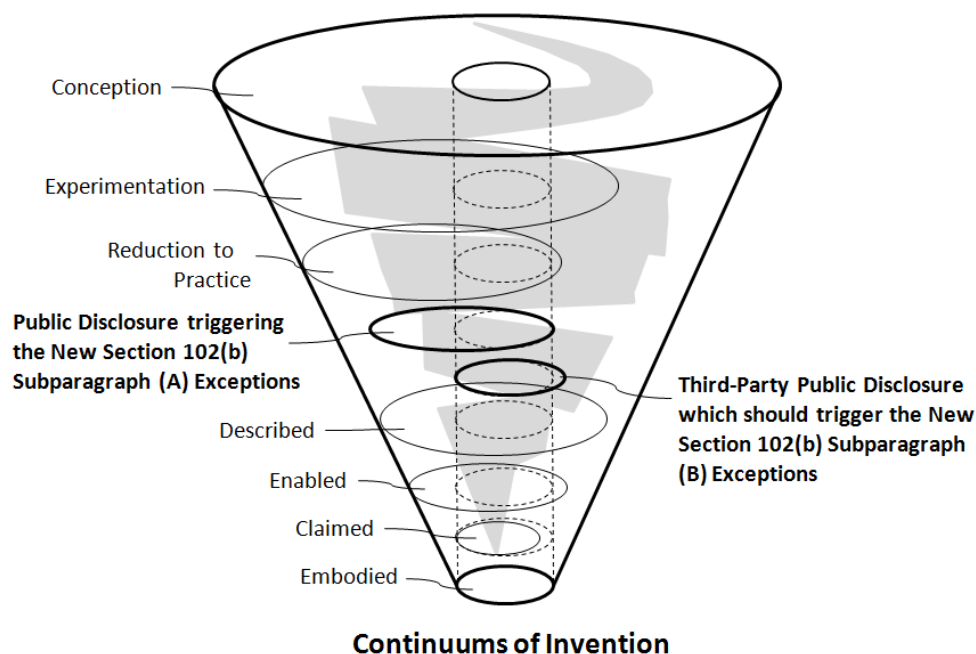 Conception
Experimentation
Reduction to
Practice
Public Disclosure triggering
the New Section 102(b)
Subparagraph (A) Exceptions
Third-Party Public Disclosure
which should trigger the New
Section 102(b) Subparagraph
(B) Exceptions
Described
Enabled
Claimed
Embodied
Continuums of Invention